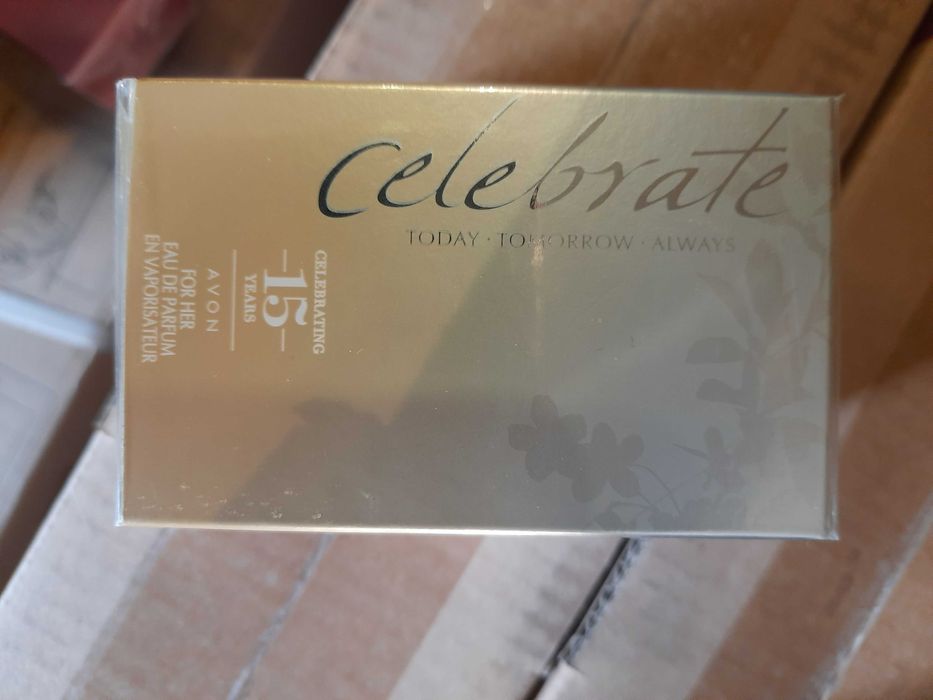 celebrate
TODAY · TOMORROW · ALWAYS
CELEBRATING
15
YEARS
AVON
FOR HER
EAU DE PARFUM
EN VAPORISATEUR